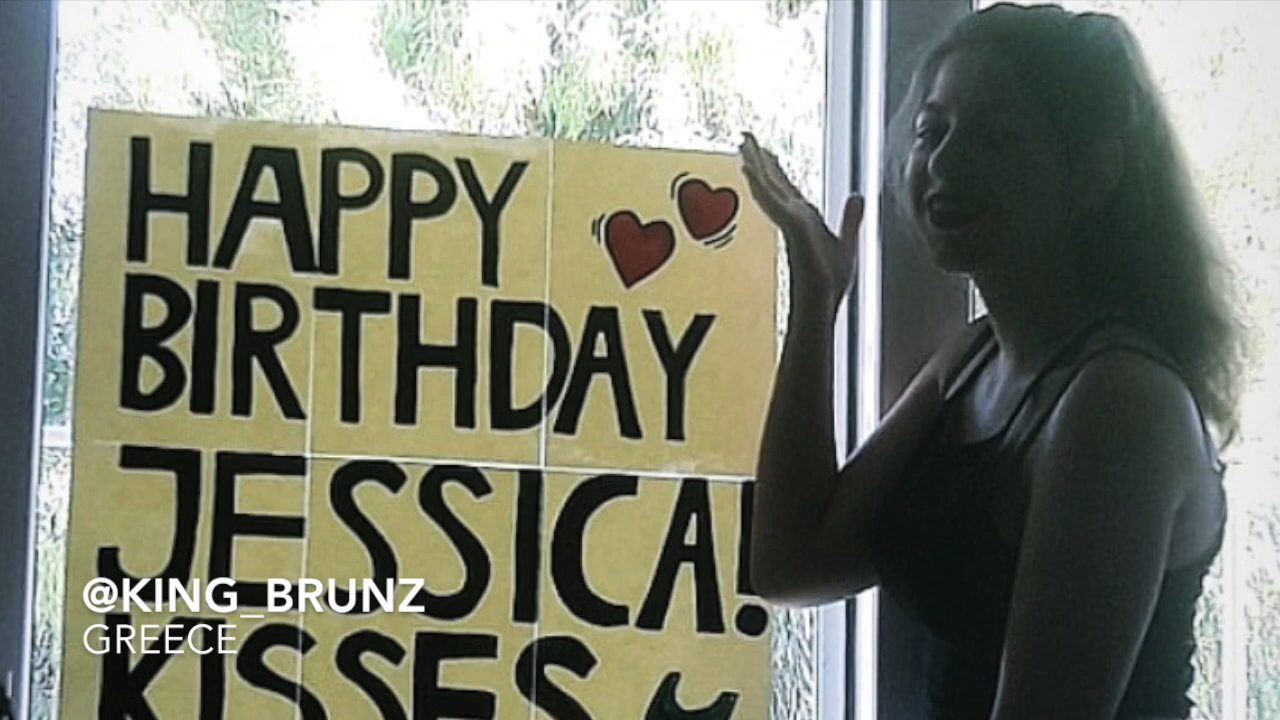 HAPPY
BIRTHDAY
JESSICA!
@KING_BRUNZ
GREECE
KISSES